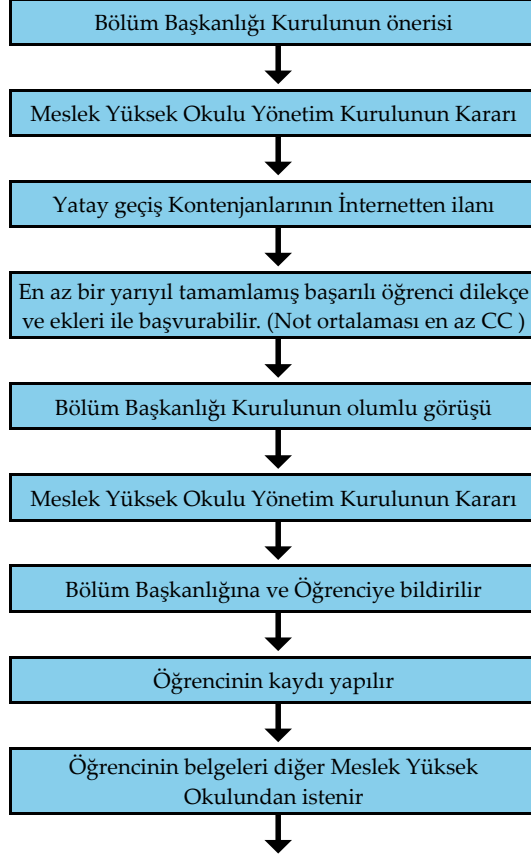 Bölüm Başkanlığı Kurulunun önerisi
Meslek Yüksek Okulu Yönetim Kurulunun Kararı
Yatay geçiş Kontenjanlarının İnternetten ilanı
En az bir yarıyıl tamamlamış başarılı öğrenci dilekçe
ve ekleri ile başvurabilir. (Not ortalaması en az CC )
Bölüm Başkanlığı Kurulunun olumlu görüşü
Meslek Yüksek Okulu Yönetim Kurulunun Kararı
Bölüm Başkanlığına ve Öğrenciye bildirilir
Öğrencinin kaydı yapılır
Öğrencinin belgeleri diğer Meslek Yüksek
Okulundan istenir